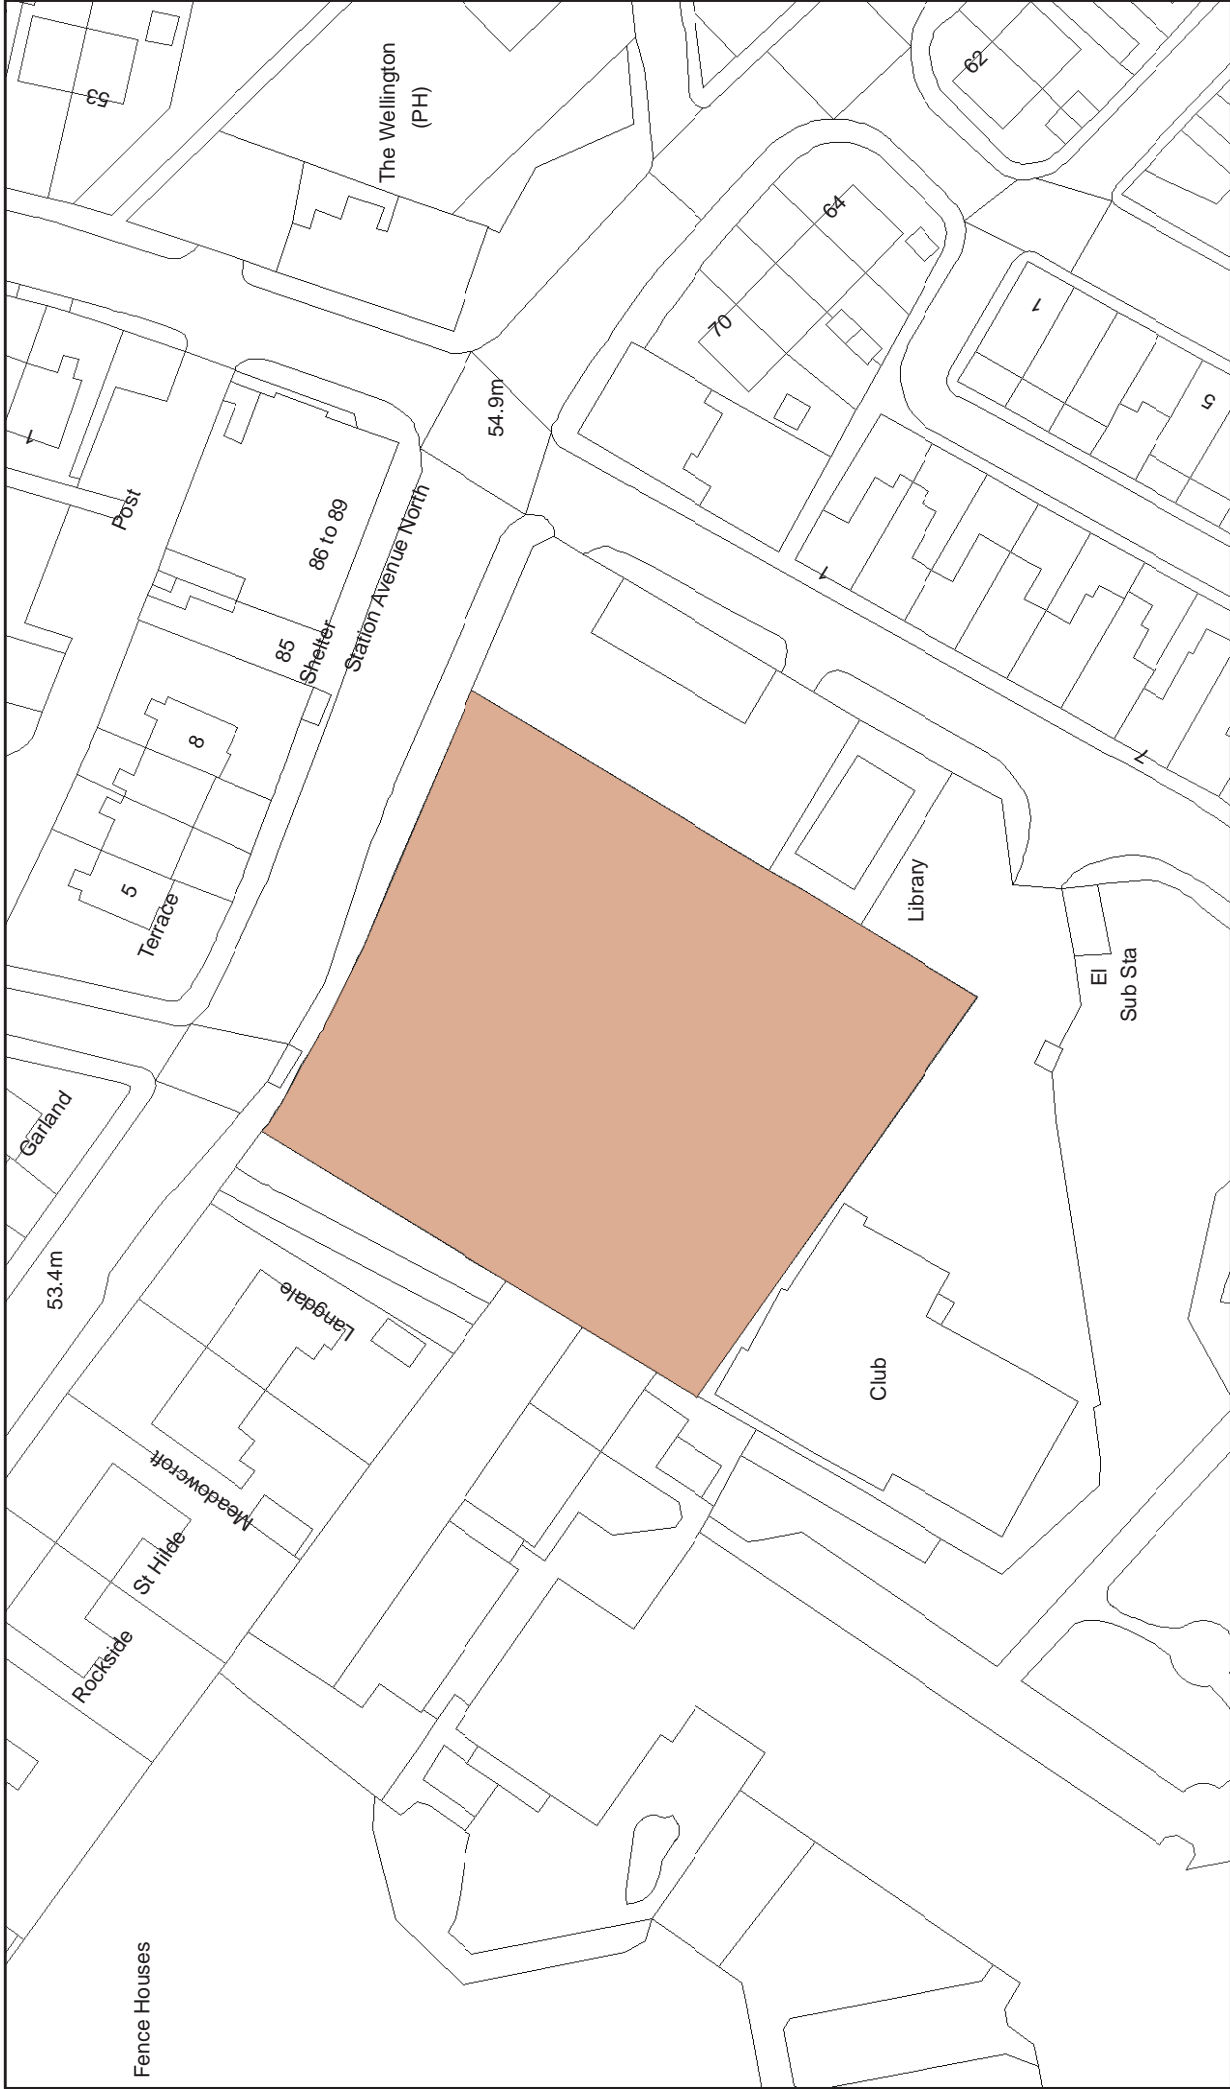 Fence Houses
Rockside
St Hilde
Meadowcroft
Langdale
53.4m
Garland
Terrace
5
8
Shelter
85
86 to 89
Station Avenue North
Post
1
53
The Wellington
(PH)
54.9m
62
64
70
1
5
1
7
Library
El
Sub Sta
Club